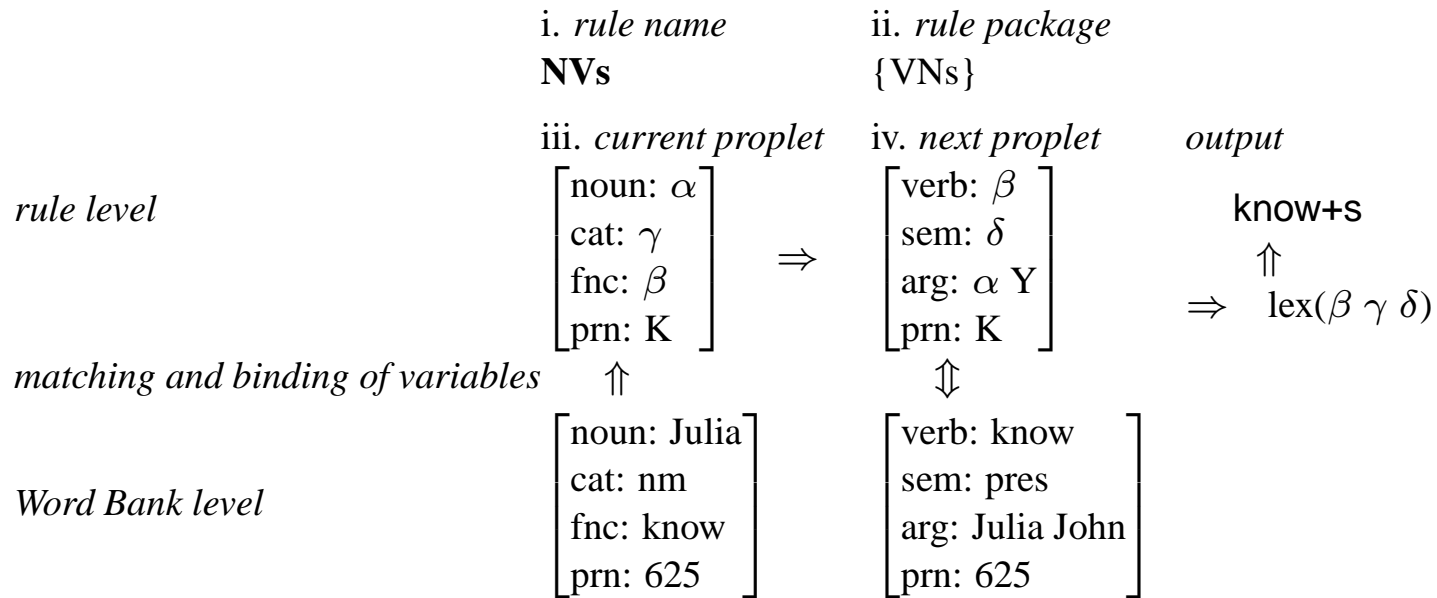 i. rule name ii. rule package
NVs {VNs}
iii. current proplet iv. next proplet output
rule level
noun: α
cat: γ
fnc: β
prn: K
⇒
verb: β
sem: δ
arg: α Y
prn: K
know+s
⇑
⇒ lex(β γ δ)
matching and binding of variables ⇑ ⇕
Word Bank level
noun: Julia
cat: nm
fnc: know
prn: 625
verb: know
sem: pres
arg: Julia John
prn: 625